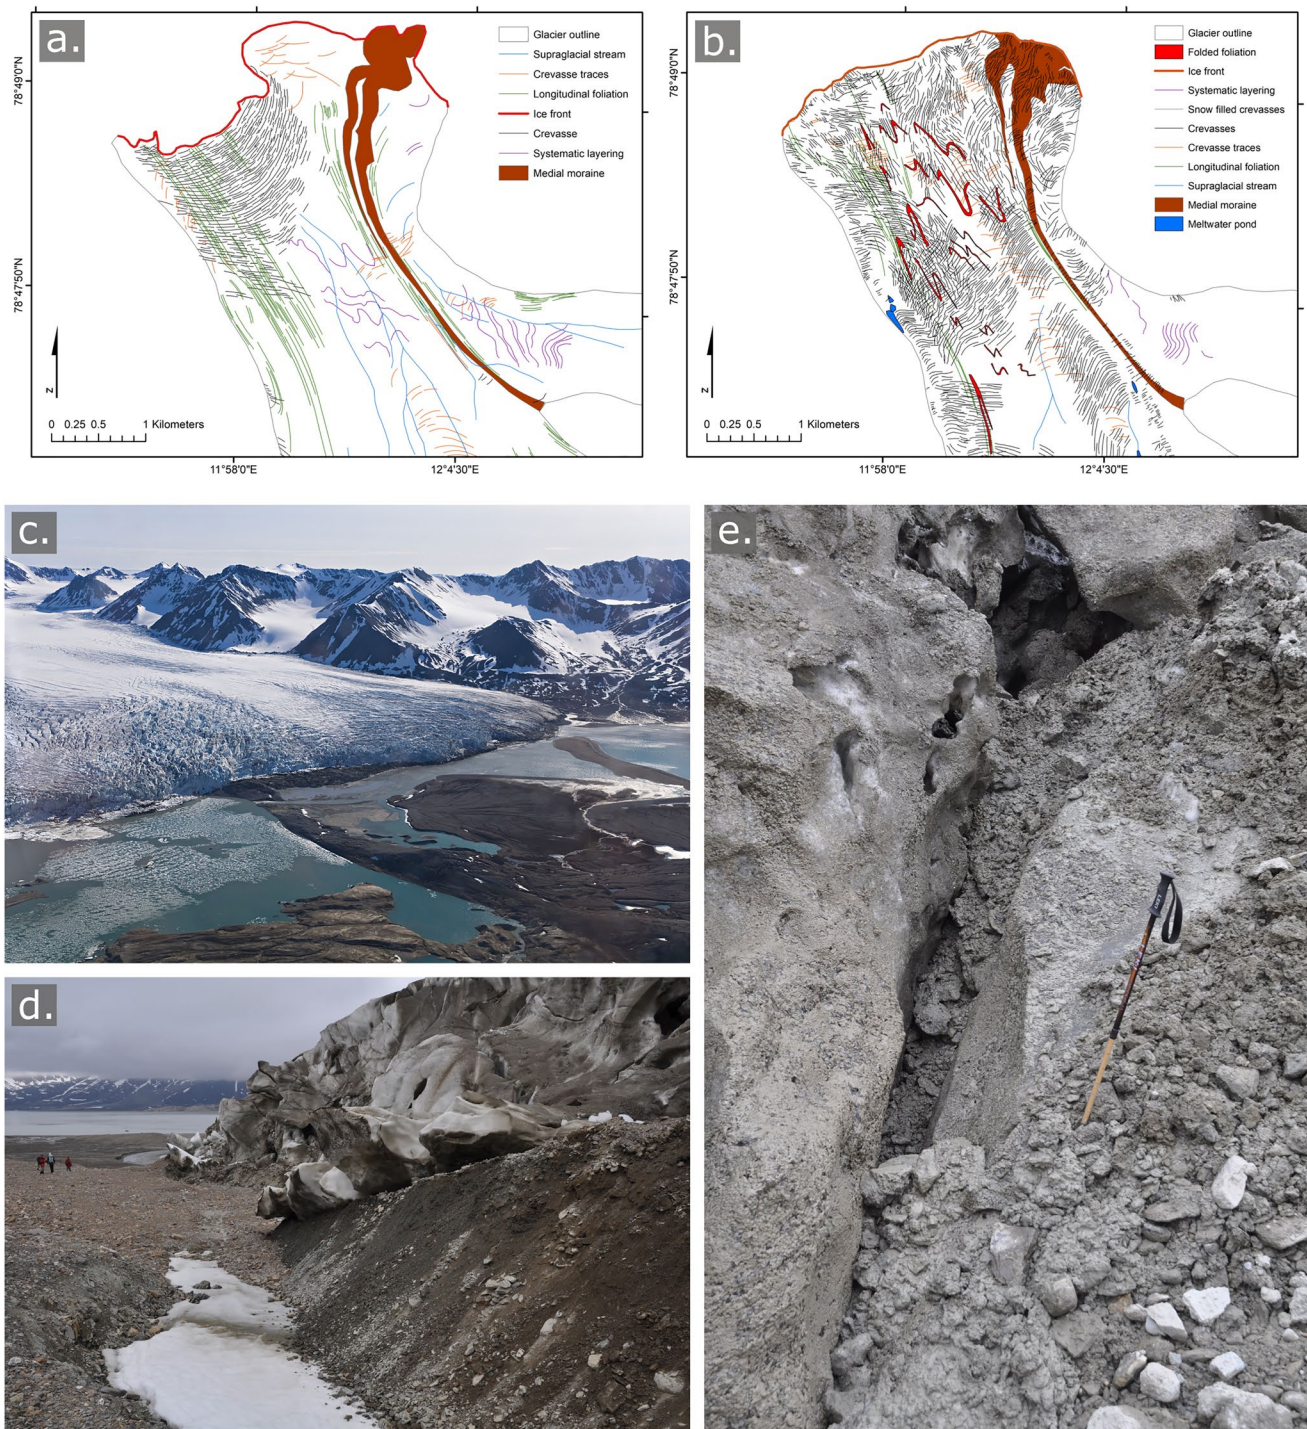 a.
Glacier outline
Supraglacial stream
Crevasse traces
Longitudinal foliation
Ice front
Crevasse
Systematic layering
Medial moraine
78°49'0"N
78°47'50"N
N
0 0.25 0.5 1 Kilometers
11°58'0"E
12°4'30"E
b.
Glacier outline
Folded foliation
Ice front
Systematic layering
Snow filled crevasses
Crevasses
Crevasse traces
Longitudinal foliation
Supraglacial stream
Medial moraine
Meltwater pond
78°49'0"N
78°47'50"N
N
0 0.25 0.5 1 Kilometers
11°58'0"E
12°4'30"E
c.
d.
e.